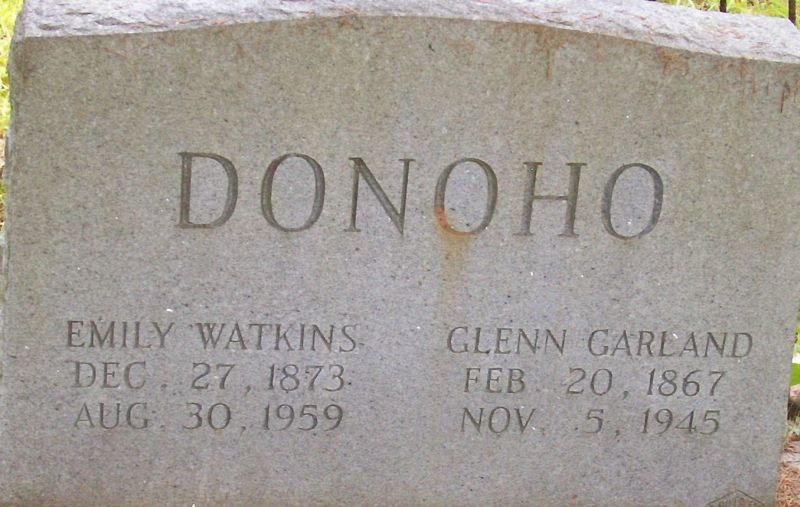 DONOHO
EMILY WATKINS
DEC. 27, 1873
AUG. 30, 1959
GLENN GARLAND
FEB. 20, 1867
NOV. 5, 1945